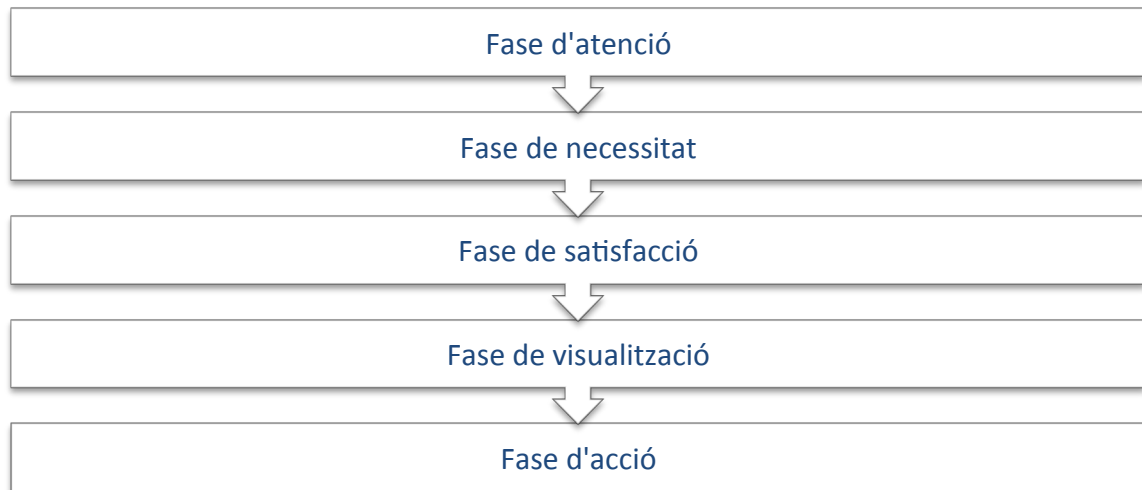 Fase d'atenció
Fase de necessitat
Fase de satisfacció
Fase de visualització
Fase d'acció